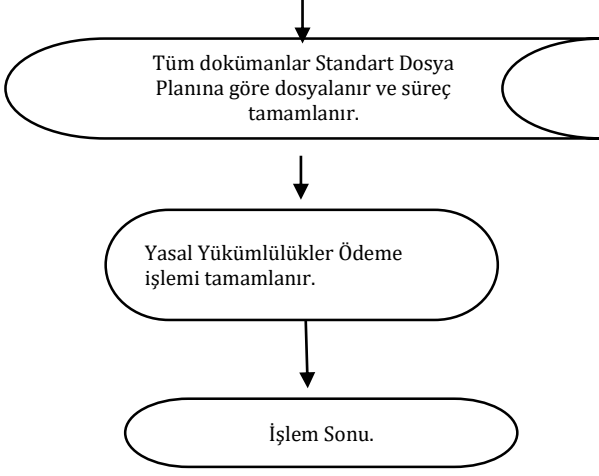 Tüm dokümanlar Standart Dosya
Planına göre dosyalanır ve süreç
tamamlanır.
Yasal Yükümlülükler Ödeme
işlemi tamamlanır.
İşlem Sonu.